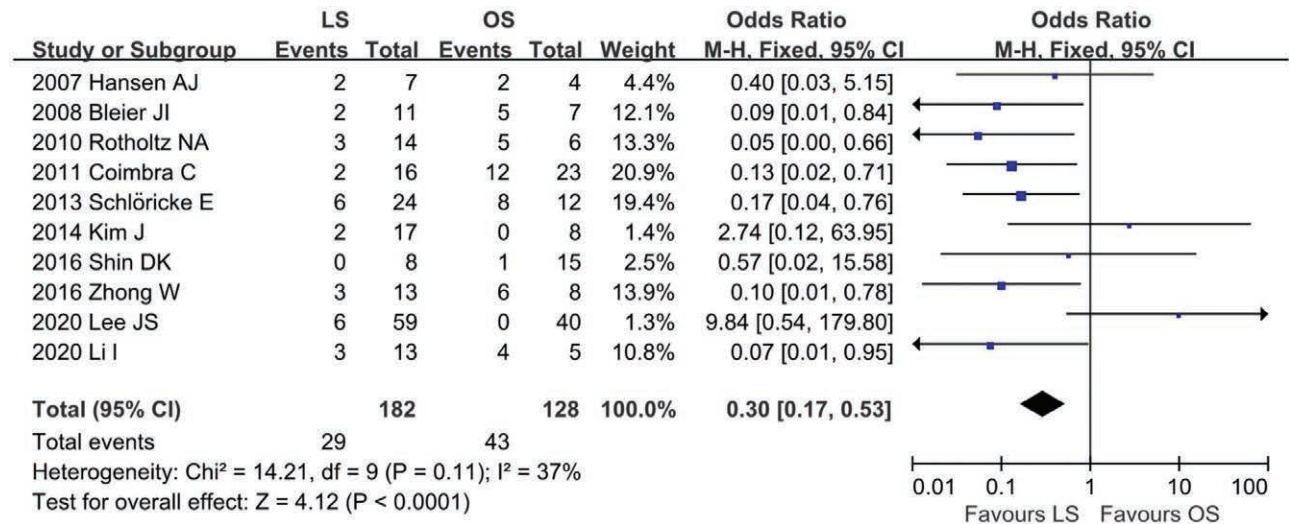 LS OS Odds Ratio Odds Ratio
Study or Subgroup Events Total Events Total Weight M-H, Fixed, 95% CI M-H, Fixed, 95% CI
2007 Hansen AJ 2 7 2 4 4.4% 0.40 [0.03, 5.15]
2008 Bleier JI 2 11 5 7 12.1% 0.09 [0.01, 0.84]
2010 Rotholtz NA 3 14 5 6 13.3% 0.05 [0.00, 0.66]
2011 Coimbra C 2 16 12 23 20.9% 0.13 [0.02, 0.71]
2013 Schlöricke E 6 24 8 12 19.4% 0.17 [0.04, 0.76]
2014 Kim J 2 17 0 8 1.4% 2.74 [0.12, 63.95]
2016 Shin DK 0 8 1 15 2.5% 0.57 [0.02, 15.58]
2016 Zhong W 3 13 6 8 13.9% 0.10 [0.01, 0.78]
2020 Lee JS 6 59 0 40 1.3% 9.84 [0.54, 179.80]
2020 Li I 3 13 4 5 10.8% 0.07 [0.01, 0.95]
Total (95% CI) 182 128 100.0% 0.30 [0.17, 0.53]
Total events 29 43
Heterogeneity: Chi² = 14.21, df = 9 (P = 0.11); I² = 37%
Test for overall effect: Z = 4.12 (P < 0.0001)
0.01 0.1 1 10 100
Favours LS Favours OS